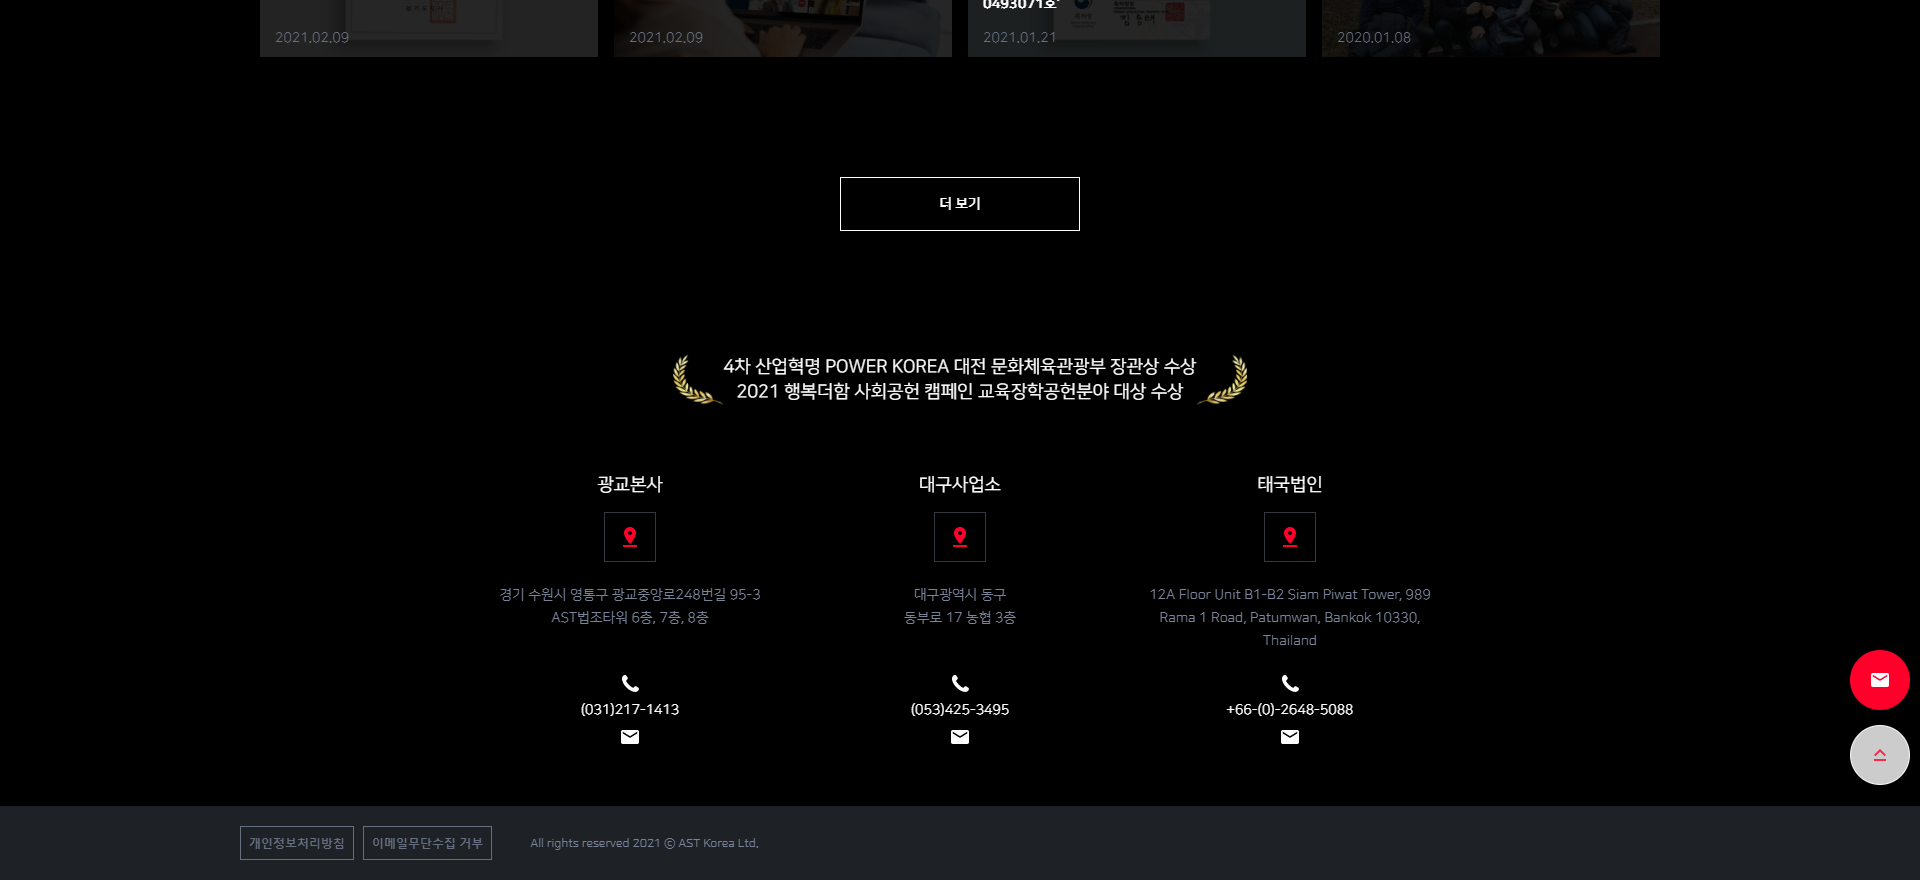 0493071호'
2021.02.09
2021.02.09
2021.01.21
2020.01.08
더 보기
4차 산업혁명 POWER KOREA 대전 문화체육관광부 장관상 수상
2021 행복더함 사회공헌 캠페인 교육장학공헌분야 대상 수상
광교본사
대구사업소
태국법인
경기 수원시 영통구 광교중앙로248번길 95-3
AST법조타워 6층, 7층, 8층
대구광역시 동구
동부로 17 농협 3층
12A Floor Unit B1-B2 Siam Piwat Tower, 989
Rama 1 Road, Patumwan, Bankok 10330,
Thailand
(031)217-1413
(053)425-3495
+66-(0)-2648-5088
개인정보처리방침
이메일무단수집 거부
All rights reserved 2021 ⓒ AST Korea Ltd.